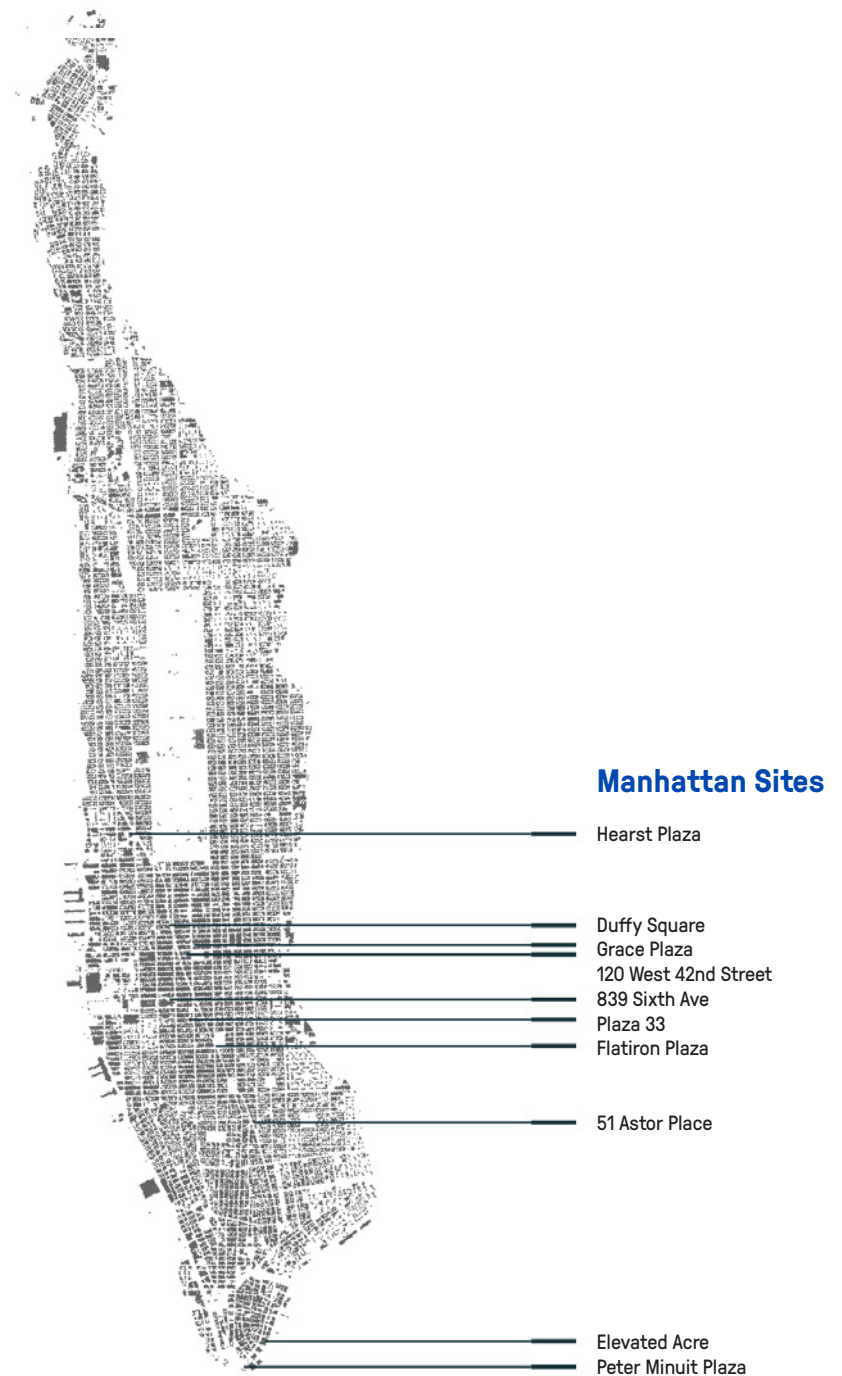 Manhattan Sites
Hearst Plaza
Duffy Square
Grace Plaza
120 West 42nd Street
839 Sixth Ave
Plaza 33
Flatiron Plaza
51 Astor Place
Elevated Acre
Peter Minuit Plaza